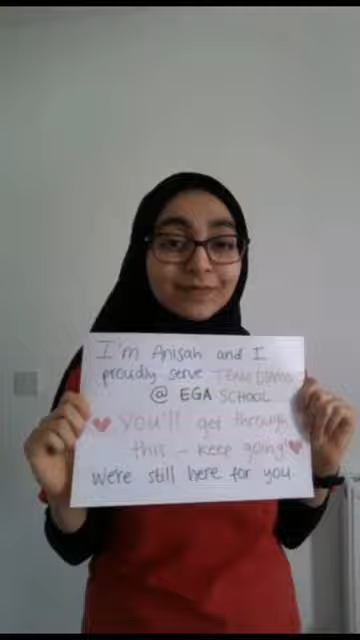 I'm Anisah and I
proudly serve TEAM
@ EGA SCHOOL
You'll get through
this - keep going!
We're still here for you.